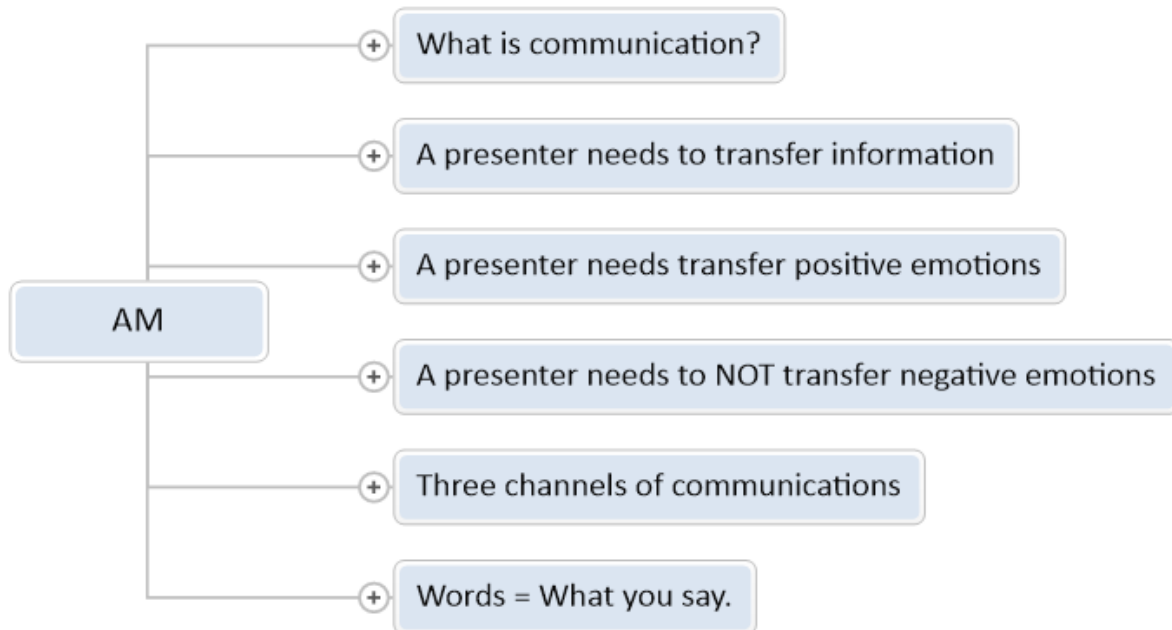 What is communication?
A presenter needs to transfer information
A presenter needs transfer positive emotions
AM
A presenter needs to NOT transfer negative emotions
Three channels of communications
Words = What you say.